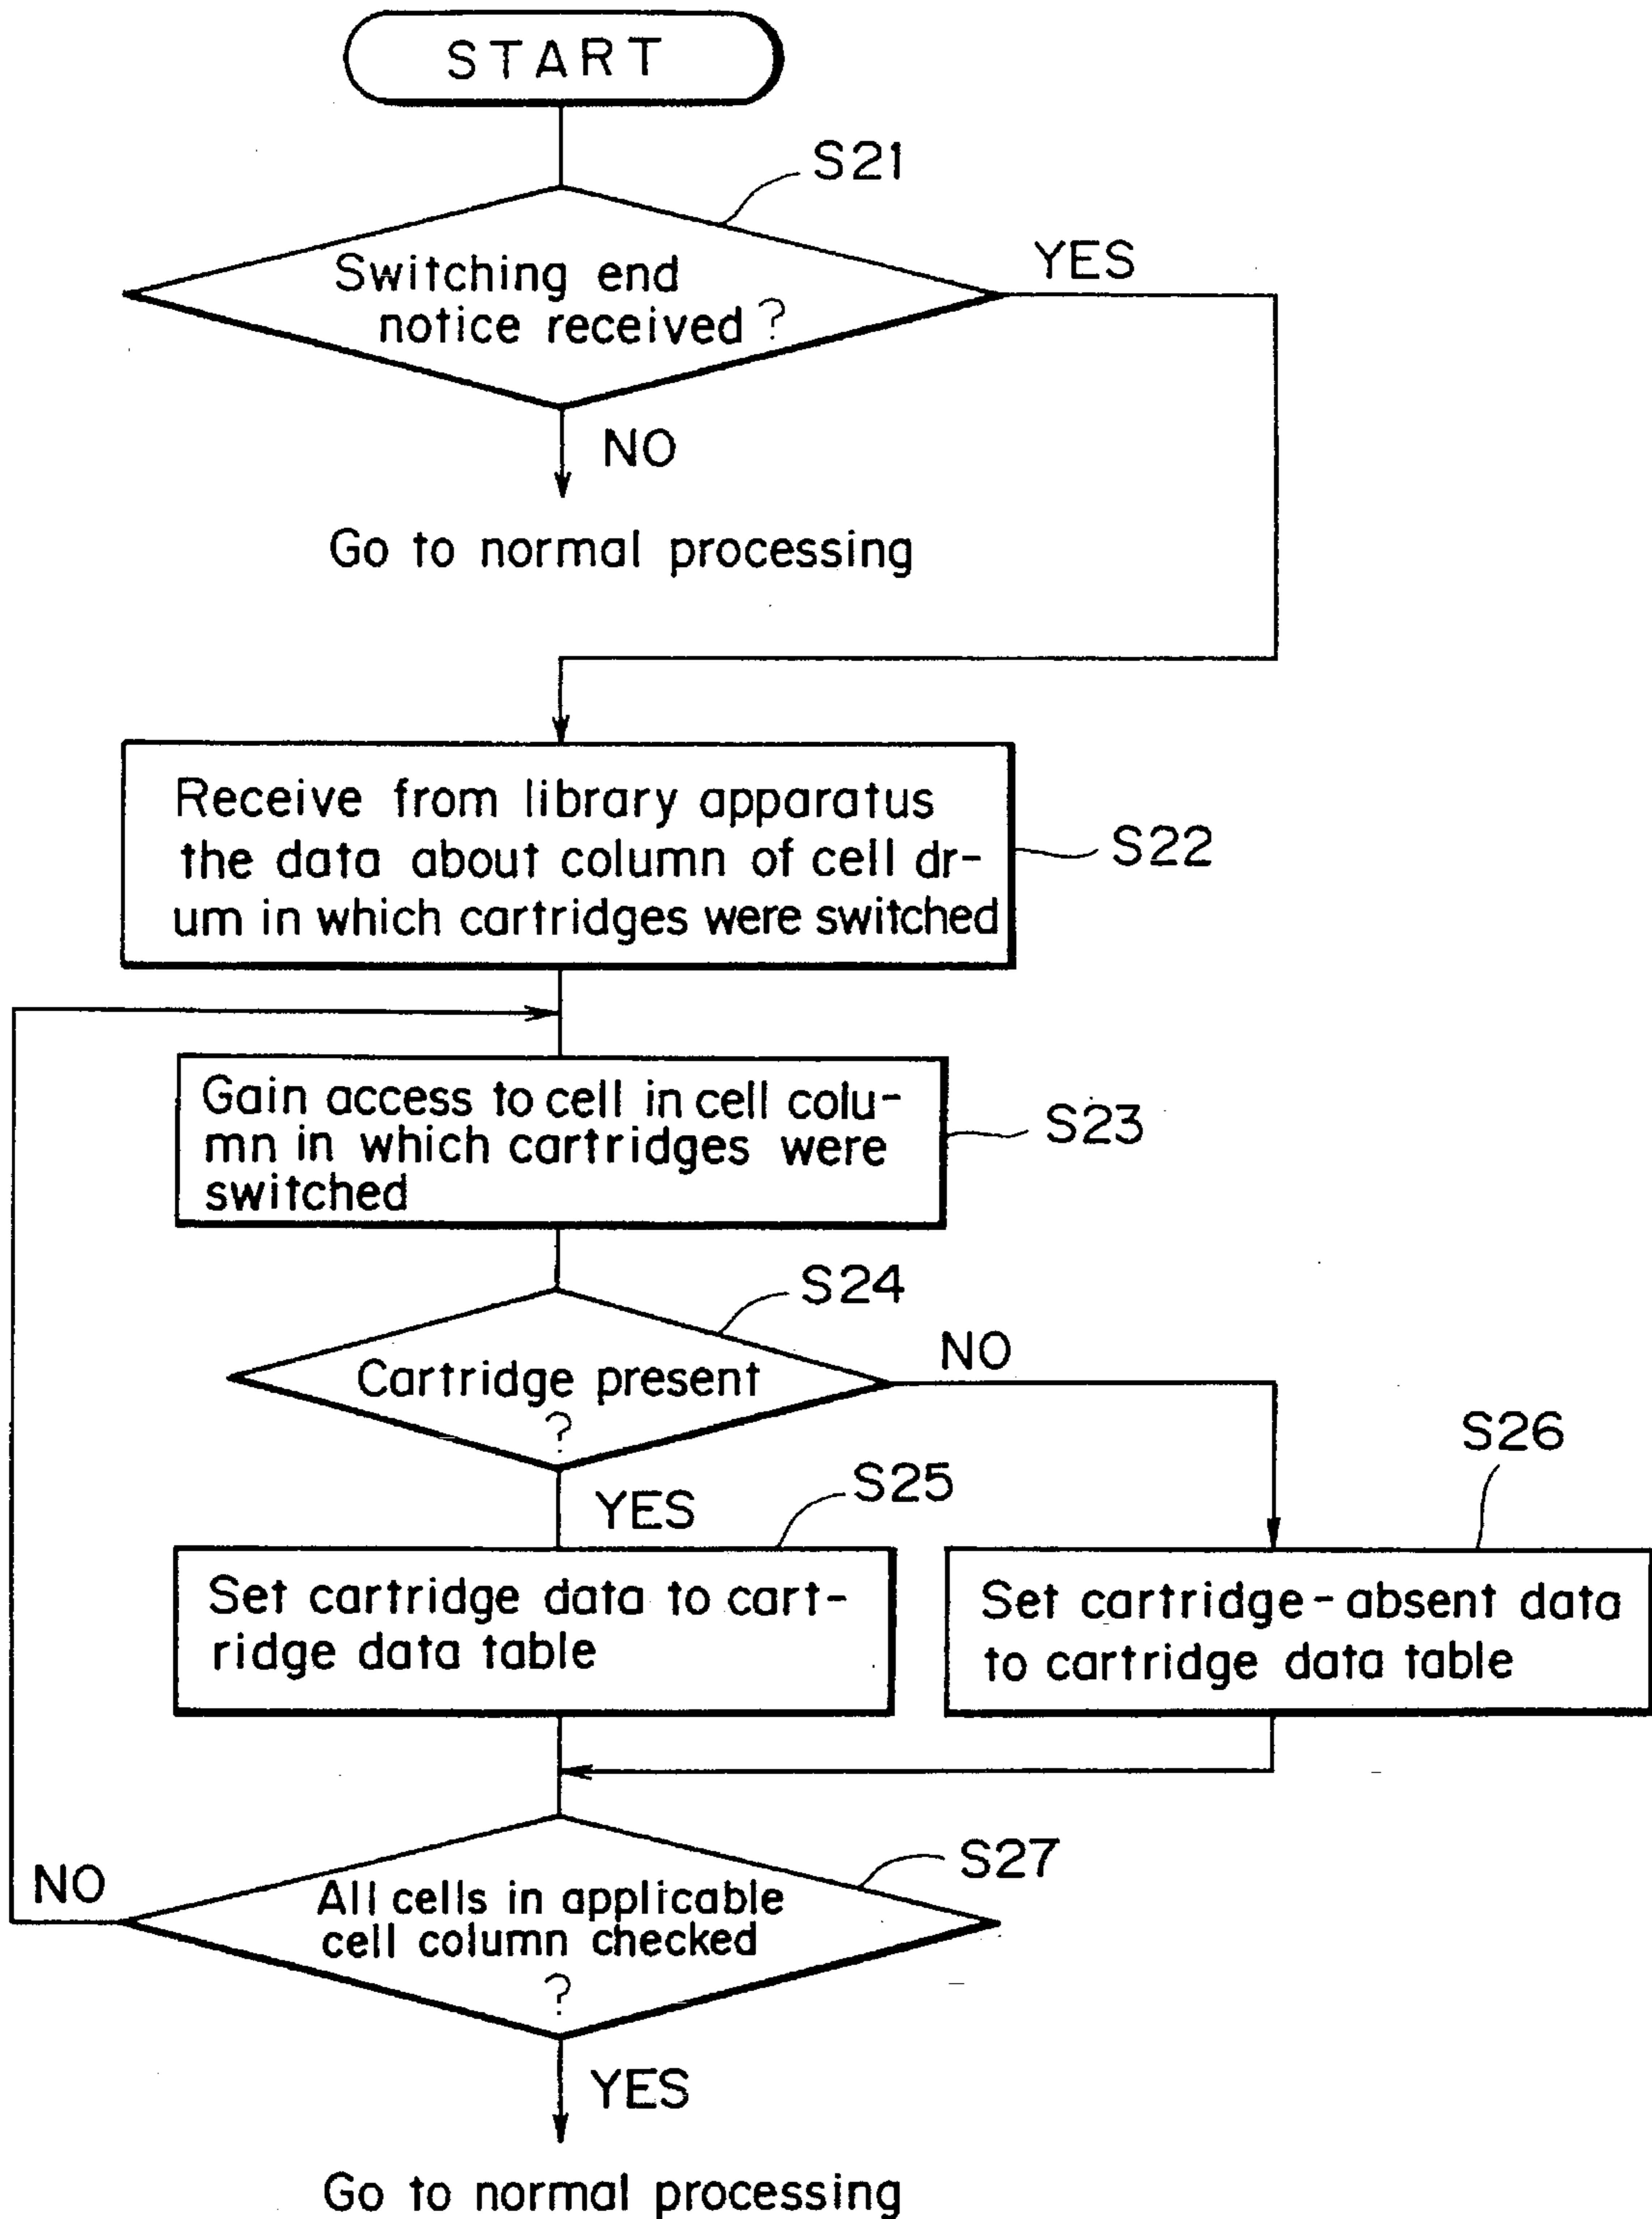 START
S21
Switching end
notice received?
YES
NO
Go to normal processing
Receive from library apparatus
the data about column of cell dr-
um in which cartridges were switched
S22
Gain access to cell in cell colu-
mn in which cartridges were
switched
S23
S24
Cartridge present
?
NO
YES
S25
S26
Set cartridge data to cart-
ridge data table
Set cartridge-absent data
to cartridge data table
S27
NO
All cells in applicable
cell column checked
?
YES
Go to normal processing